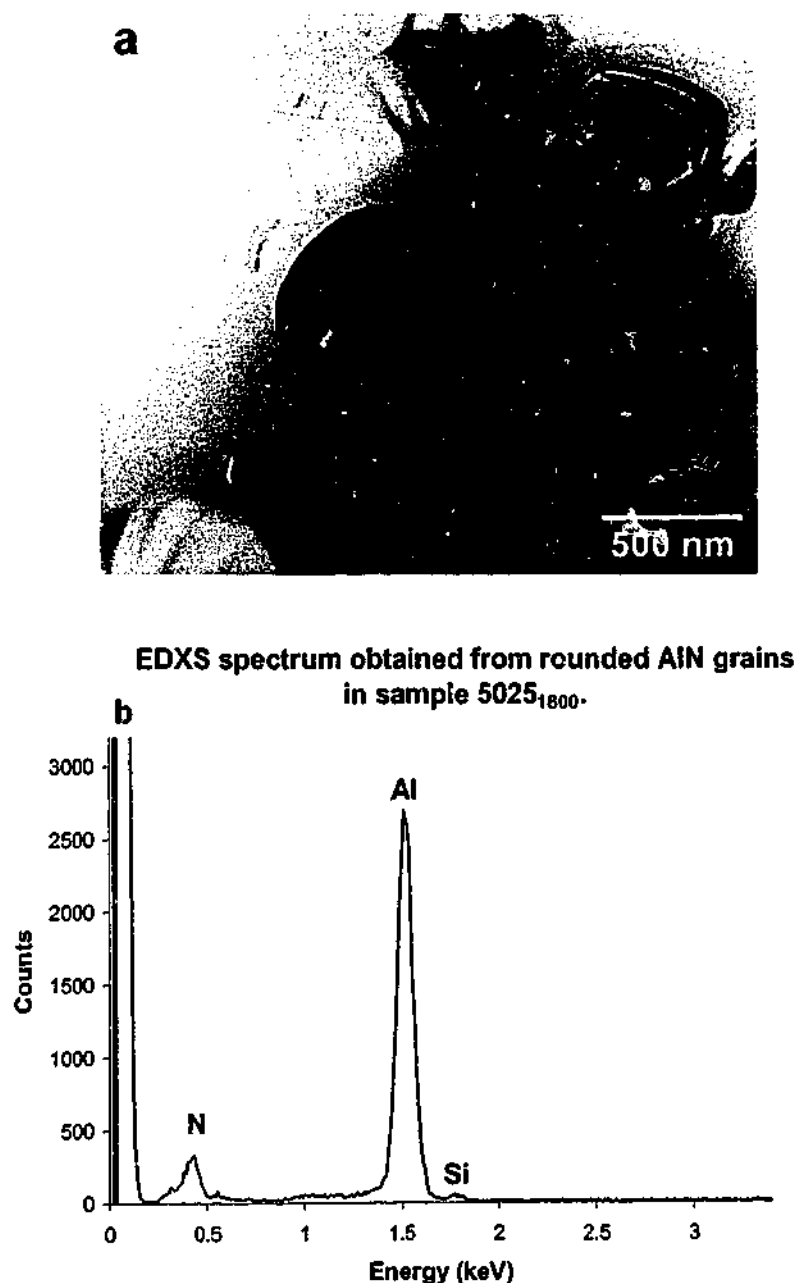 a
500 nm
EDXS spectrum obtained from rounded AlN grains
in sample 5025₁₈₀₀.
b
3000
2500
2000
1500
1000
500
0
Counts
Al
N
Si
0 0.5 1 1.5 2 2.5 3
Energy (keV)